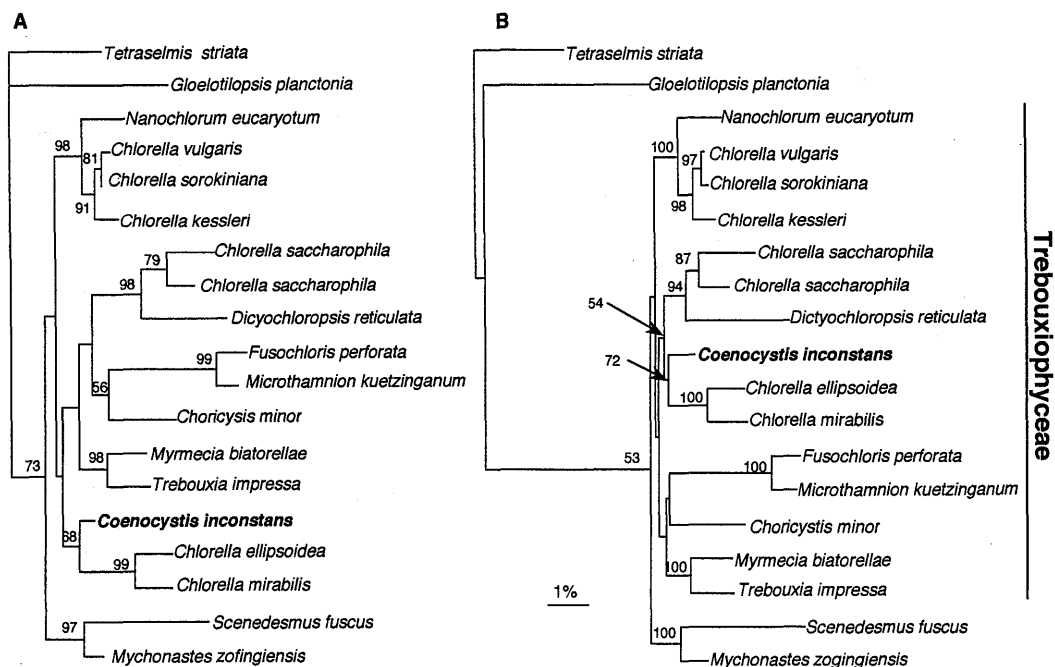 A
Tetraselmis striata
Gloelotilopsis planctonia
Nanochlorum eucaryotum
98
81
Chlorella vulgaris
Chlorella sorokiniana
91
Chlorella kessleri
79
Chlorella saccharophila
98
Chlorella saccharophila
Dicyochloropsis reticulata
99
Fusochloris perforata
56
Microthamnion kuetzinganum
Choricysis minor
98
Myrmecia biatorellae
73
Trebouxia impressa
Coenocystis inconstans
68
99
Chlorella ellipsoidea
Chlorella mirabilis
97
Scenedesmus fuscus
Mychonastes zofingiensis
B
Tetraselmis striata
Gloelotilopsis planctonia
Nanochlorum eucaryotum
100
97
Chlorella vulgaris
Chlorella sorokiniana
98
Chlorella kessleri
87
Chlorella saccharophila
94
Chlorella saccharophila
54
Dictyochloropsis reticulata
72
Coenocystis inconstans
100
Chlorella ellipsoidea
Chlorella mirabilis
53
100
Fusochloris perforata
Microthamnion kuetzinganum
Choricystis minor
100
Myrmecia biatorellae
Trebouxia impressa
1%
100
Scenedesmus fuscus
Mychonastes zogingiensis
Trebouxiophyceae